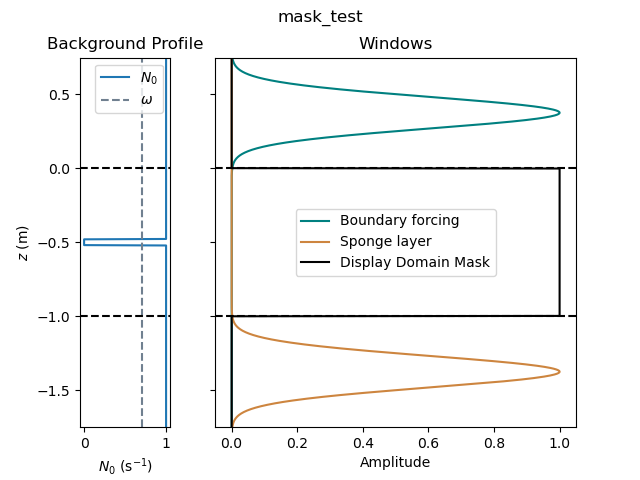 mask_test
Background Profile
Windows
N₀
ω
0.5
0.0
−0.5
−1.0
−1.5
z (m)
0 1
N₀ (s⁻¹)
Boundary forcing
Sponge layer
Display Domain Mask
0.0 0.2 0.4 0.6 0.8 1.0
Amplitude